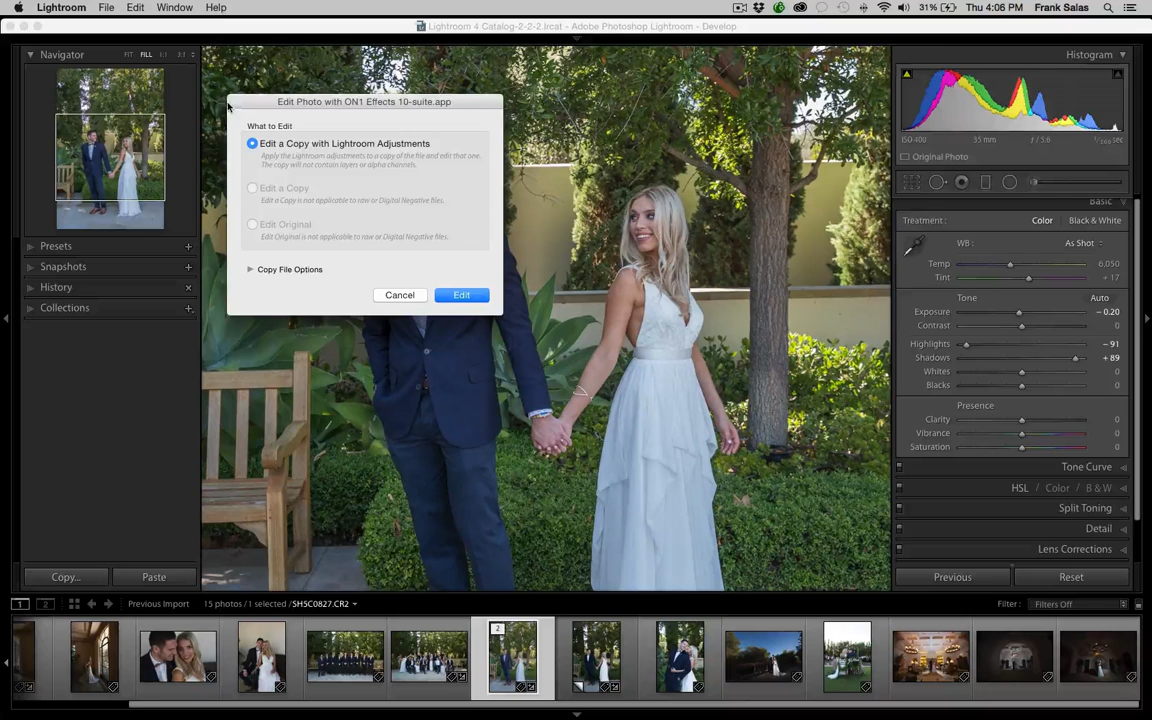 Lightroom File Edit Window Help
31% Thu 4:06 PM Frank Salas
Lightroom 4 Catalog-2-2-2.lrcat - Adobe Photoshop Lightroom - Develop
Navigator FIT FILL 1:1 3:1
Presets
Snapshots
History
Collections
Copy... Paste
Edit Photo with ON1 Effects 10-suite.app
What to Edit
Edit a Copy with Lightroom Adjustments
Apply the Lightroom adjustments to a copy of the file and edit that one.
The copy will not contain layers or alpha channels.
Edit a Copy
Edit a Copy is not applicable to raw or Digital Negative files.
Edit Original
Edit Original is not applicable to raw or Digital Negative files.
Copy File Options
Cancel Edit
Histogram
ISO 400 35 mm f / 5.6
Original Photo
Basic
Treatment: Color Black & White
WB: As Shot
Temp 6,050
Tint + 17
Tone Auto
Exposure − 0.20
Contrast 0
Highlights − 91
Shadows + 89
Whites 0
Blacks 0
Presence
Clarity 0
Vibrance 0
Saturation 0
Tone Curve
HSL / Color / B & W
Split Toning
Detail
Lens Corrections
Previous Reset
1 2 Previous Import 15 photos / 1 selected / SH5C0827.CR2
Filter: Filters Off
2